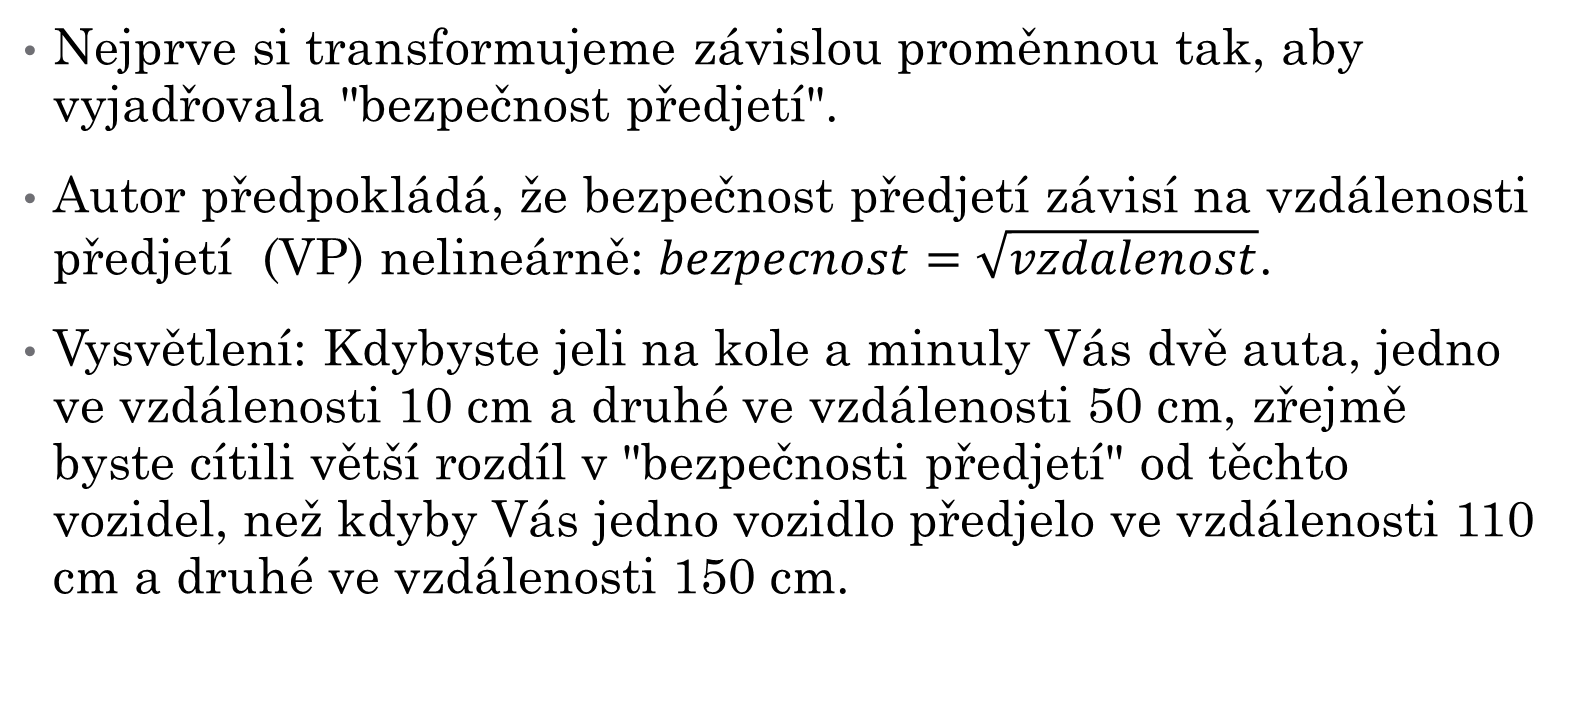 • Nejprve si transformujeme závislou proměnnou tak, aby
vyjadřovala "bezpečnost předjetí".
• Autor předpokládá, že bezpečnost předjetí závisí na vzdálenosti
předjetí  (VP) nelineárně: bezpecnost = √vzdalenost.
• Vysvětlení: Kdybyste jeli na kole a minuly Vás dvě auta, jedno
ve vzdálenosti 10 cm a druhé ve vzdálenosti 50 cm, zřejmě
byste cítili větší rozdíl v "bezpečnosti předjetí" od těchto
vozidel, než kdyby Vás jedno vozidlo předjelo ve vzdálenosti 110
cm a druhé ve vzdálenosti 150 cm.